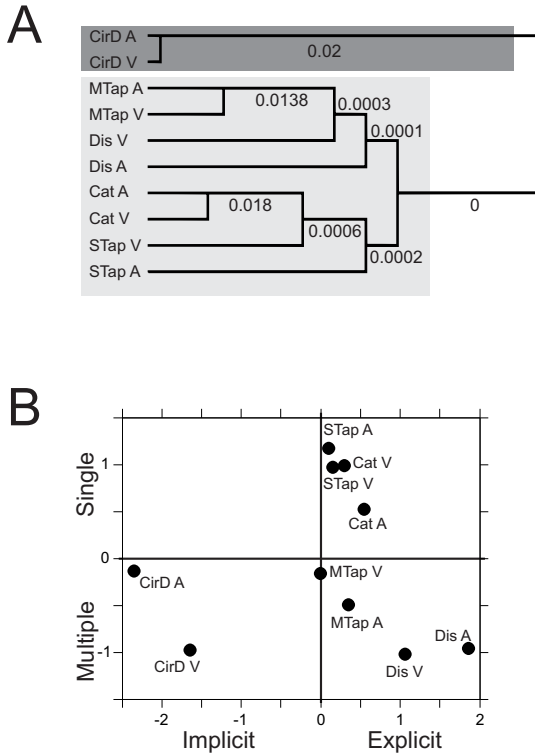 A
CirD A
CirD V
0.02
MTap A
MTap V
0.0138
0.0003
Dis V
0.0001
Dis A
Cat A
Cat V
0.018
0
STap V
0.0006
0.0002
STap A
B
STap A
1
Cat V
STap V
Single
Cat A
0
MTap V
CirD A
MTap A
Multiple
Dis A
-1
CirD V
Dis V
-2
-1
0
1
2
Implicit
Explicit